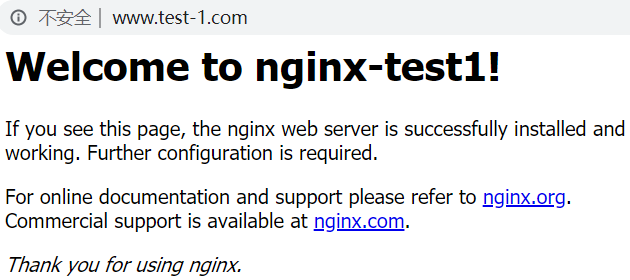 不安全 | www.test-1.com
Welcome to nginx-test1!
If you see this page, the nginx web server is successfully installed and
working. Further configuration is required.
For online documentation and support please refer to nginx.org.
Commercial support is available at nginx.com.
Thank you for using nginx.